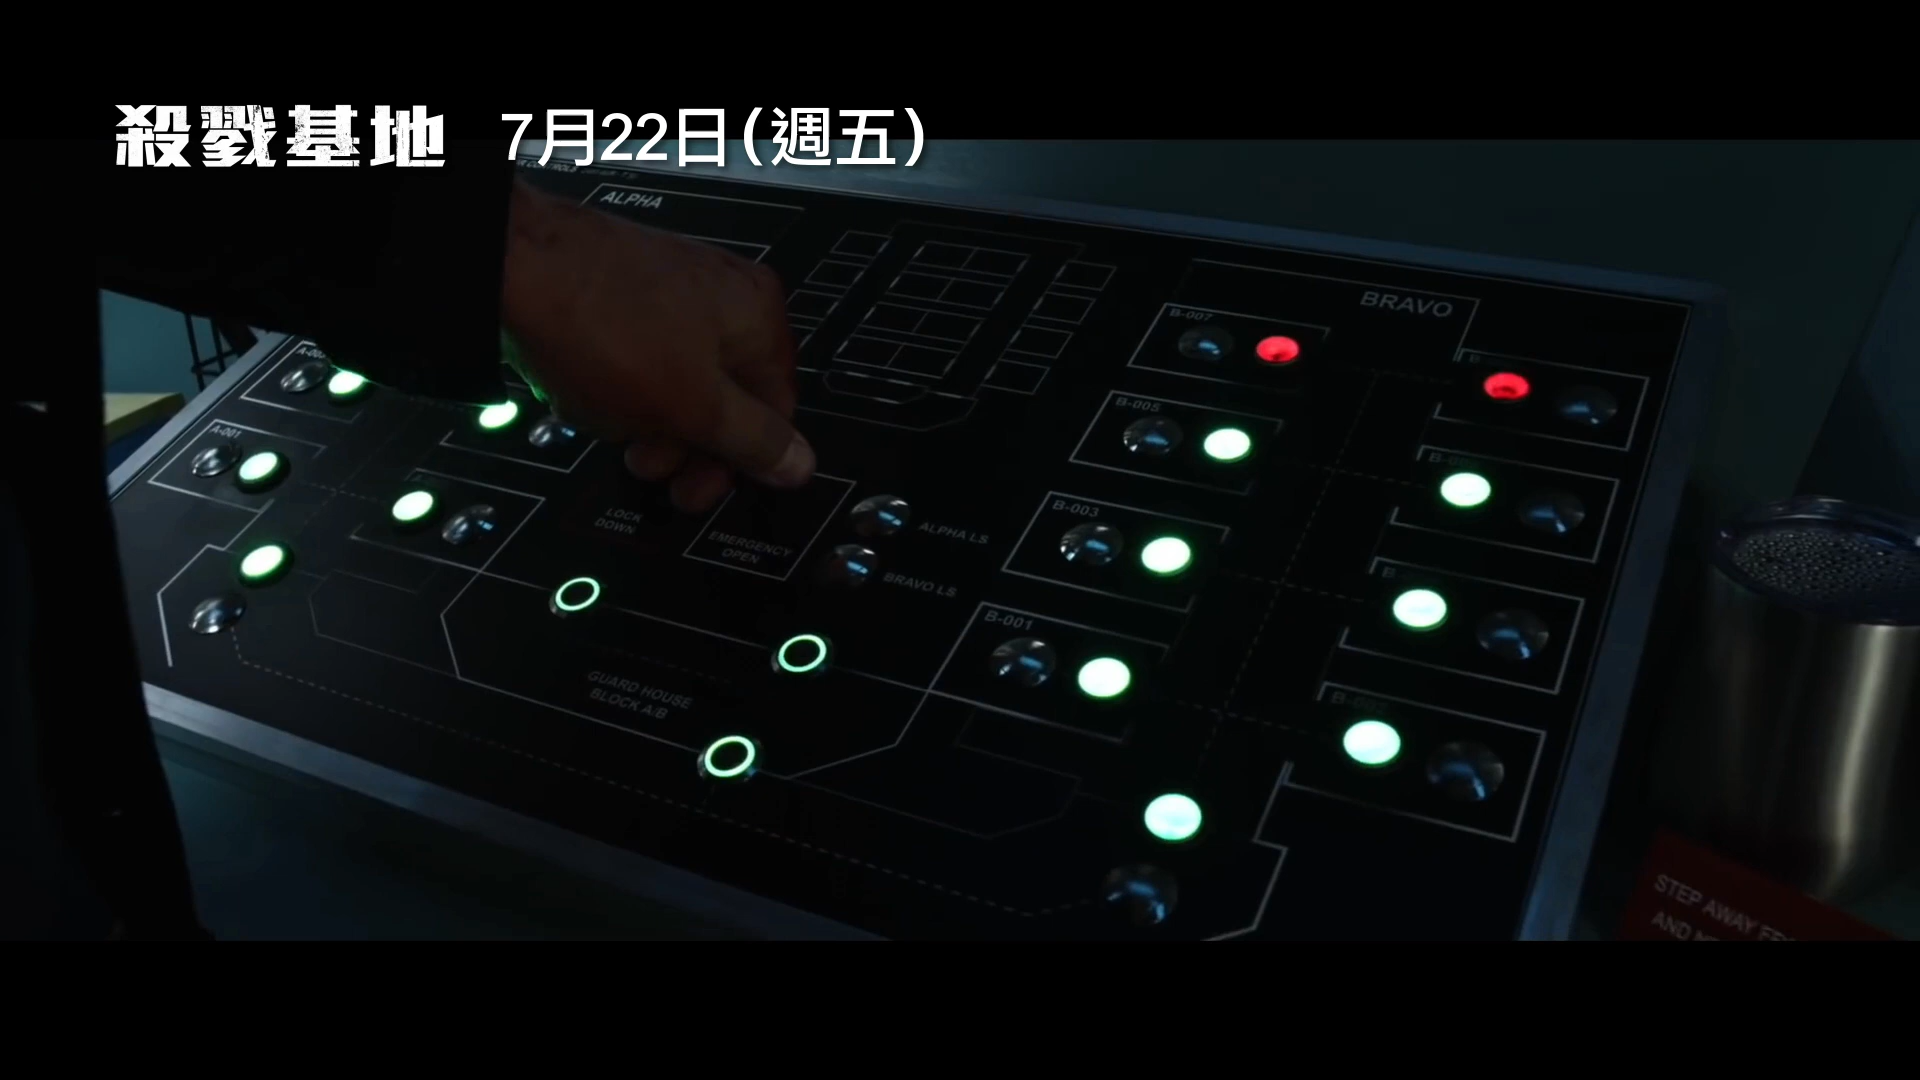 殺戮基地 7月22日(週五)
ALPHA
BRAVO
B-007
B-005
B-003
B-001
A-001
LOCK
DOWN
EMERGENCY
OPEN
ALPHA LS
BRAVO LS
GUARD HOUSE
BLOCK A/B
STEP AWAY
AND